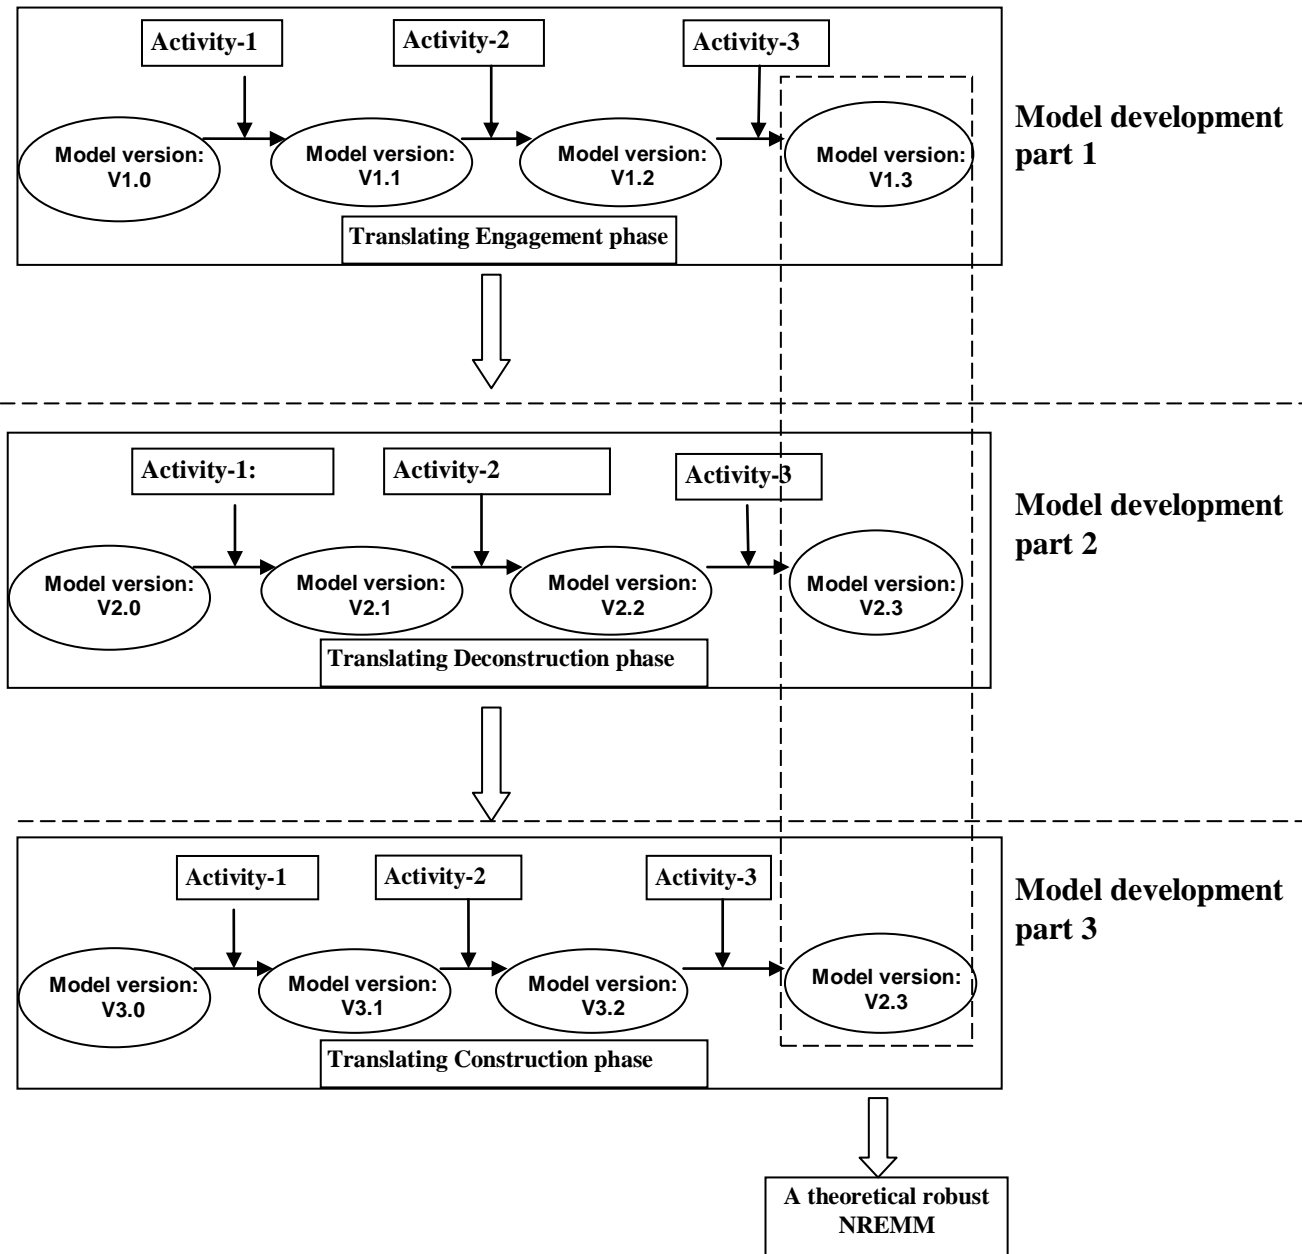 Activity-1
Activity-2
Activity-3
Model version:
V1.0
Model version:
V1.1
Model version:
V1.2
Model version:
V1.3
Translating Engagement phase
Model development
part 1
Activity-1:
Activity-2
Activity-3
Model version:
V2.0
Model version:
V2.1
Model version:
V2.2
Model version:
V2.3
Translating Deconstruction phase
Model development
part 2
Activity-1
Activity-2
Activity-3
Model version:
V3.0
Model version:
V3.1
Model version:
V3.2
Model version:
V2.3
Translating Construction phase
Model development
part 3
A theoretical robust
NREMM